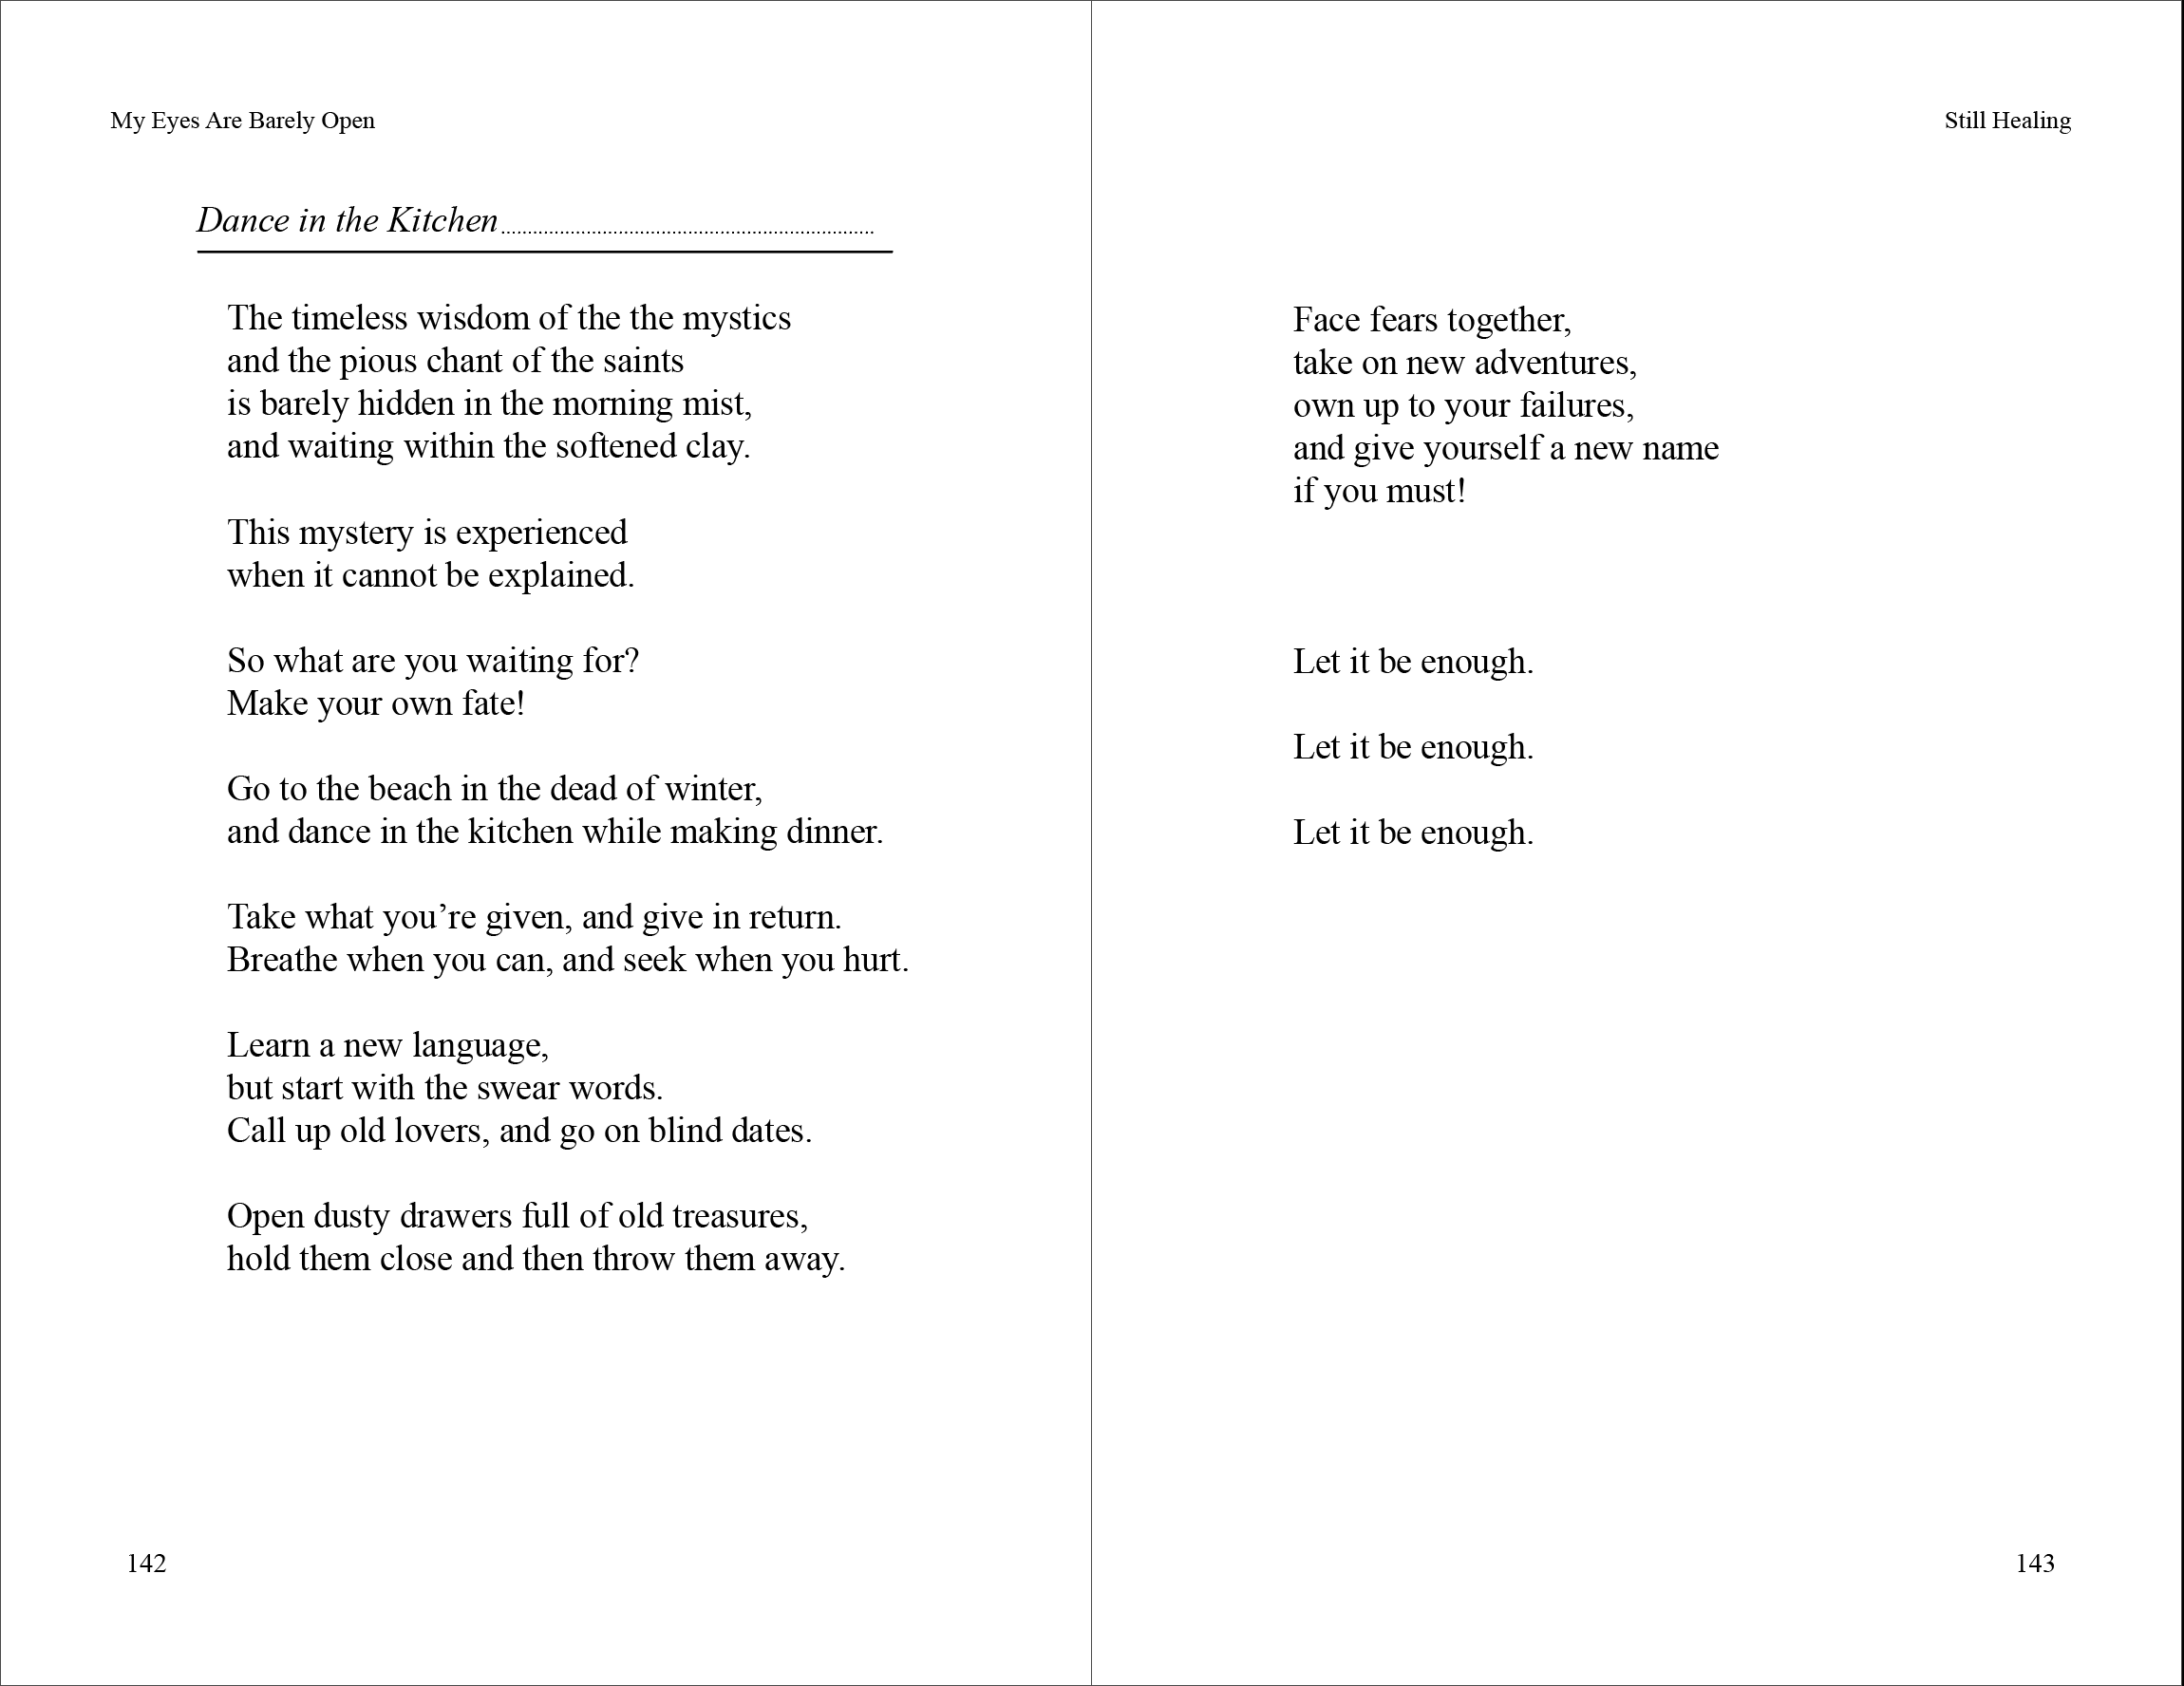 My Eyes Are Barely Open
Dance in the Kitchen......................................................................
The timeless wisdom of the the mystics
and the pious chant of the saints
is barely hidden in the morning mist,
and waiting within the softened clay.
This mystery is experienced
when it cannot be explained.
So what are you waiting for?
Make your own fate!
Go to the beach in the dead of winter,
and dance in the kitchen while making dinner.
Take what you’re given, and give in return.
Breathe when you can, and seek when you hurt.
Learn a new language,
but start with the swear words.
Call up old lovers, and go on blind dates.
Open dusty drawers full of old treasures,
hold them close and then throw them away.
142
Still Healing
Face fears together,
take on new adventures,
own up to your failures,
and give yourself a new name
if you must!
Let it be enough.
Let it be enough.
Let it be enough.
143